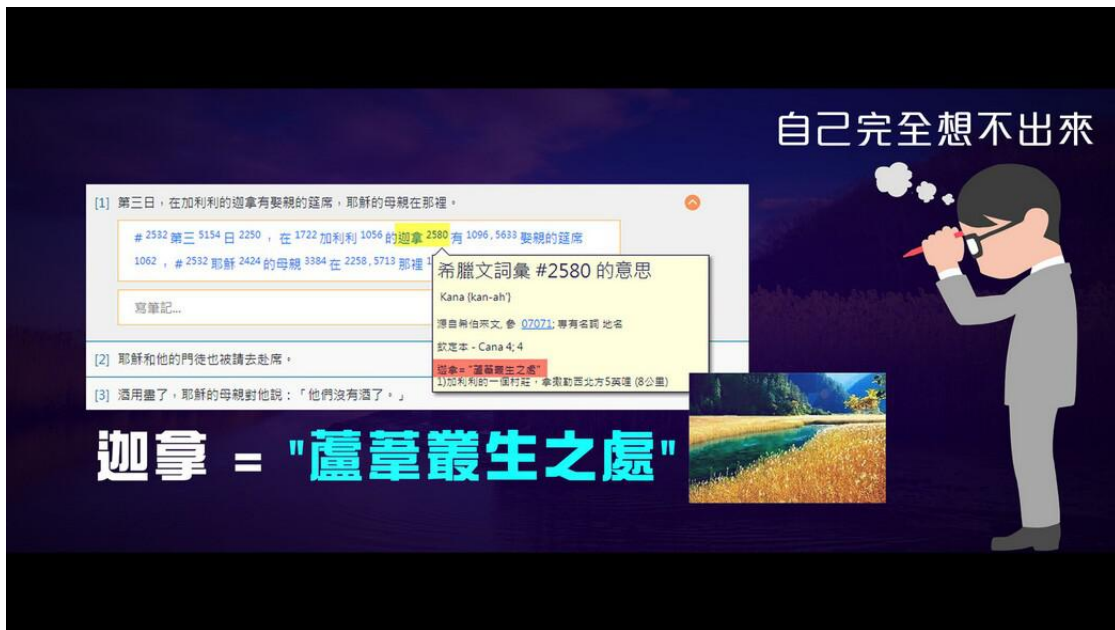 自己完全想不出來
[1] 第三日，在加利利的迦拿有娶親的筵席，耶穌的母親在那裡。
# 2532 第三 5154 日 2250 ， 在 1722 加利利 1056 的迦拿 2580 有 1096,5633 娶親的筵席
1062 ， # 2532 耶穌 2424 的母親 3384 在 2258,5713 那裡
希臘文詞彙 #2580 的意思
Kana {kan-ah'}
源自希伯來文, 參 07071; 專有名詞 地名
欽定本 - Cana 4; 4
迦拿= "蘆葦叢生之處"
1)加利利的一個村莊，拿撒勒西北方5英哩 (8公里)
寫筆記...
[2] 耶穌和他的門徒也被請去赴席。
[3] 酒用盡了，耶穌的母親對他說：「他們沒有酒了。」
迦拿 = "蘆葦叢生之處"